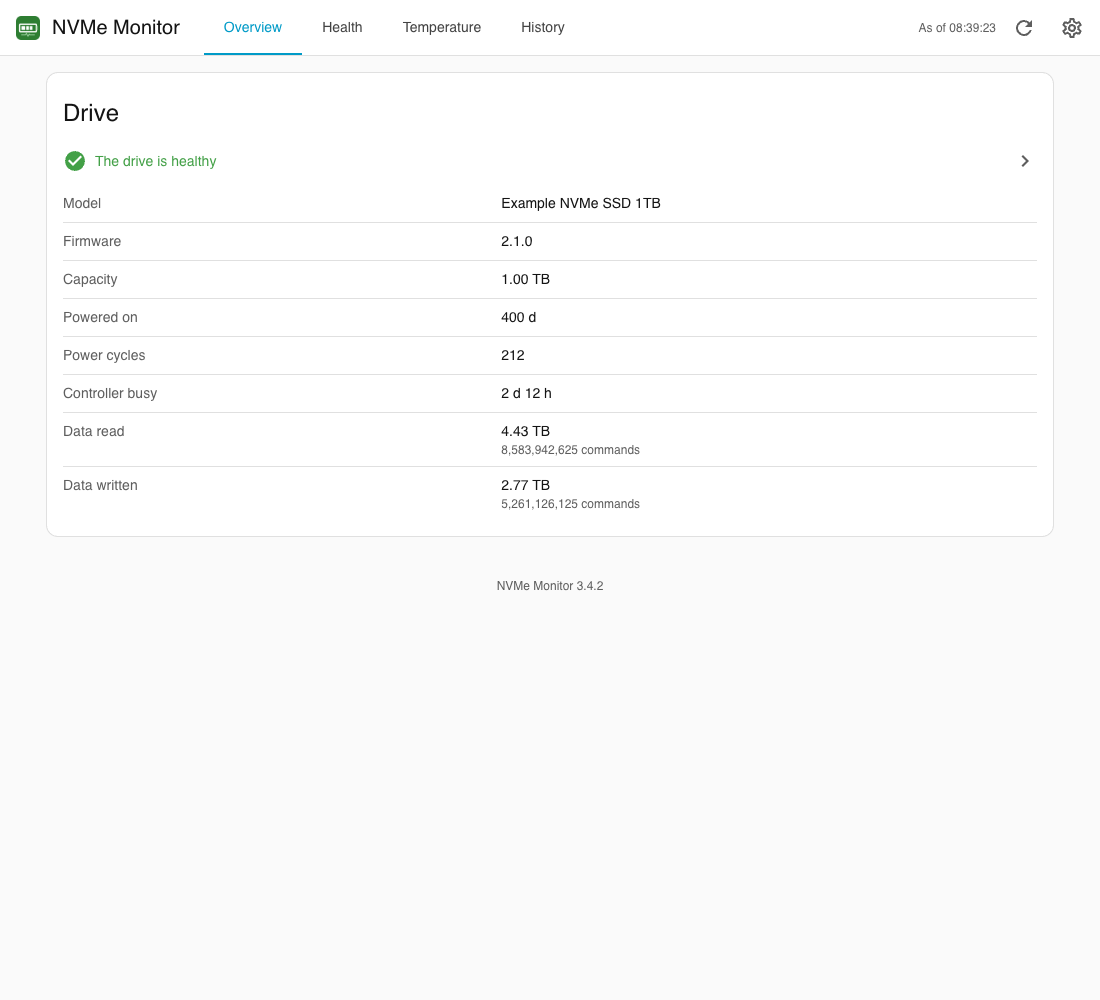 NVMe Monitor
Overview
Health
Temperature
History
As of 08:39:23
Drive
The drive is healthy
Model
Example NVMe SSD 1TB
Firmware
2.1.0
Capacity
1.00 TB
Powered on
400 d
Power cycles
212
Controller busy
2 d 12 h
Data read
4.43 TB
8,583,942,625 commands
Data written
2.77 TB
5,261,126,125 commands
NVMe Monitor 3.4.2